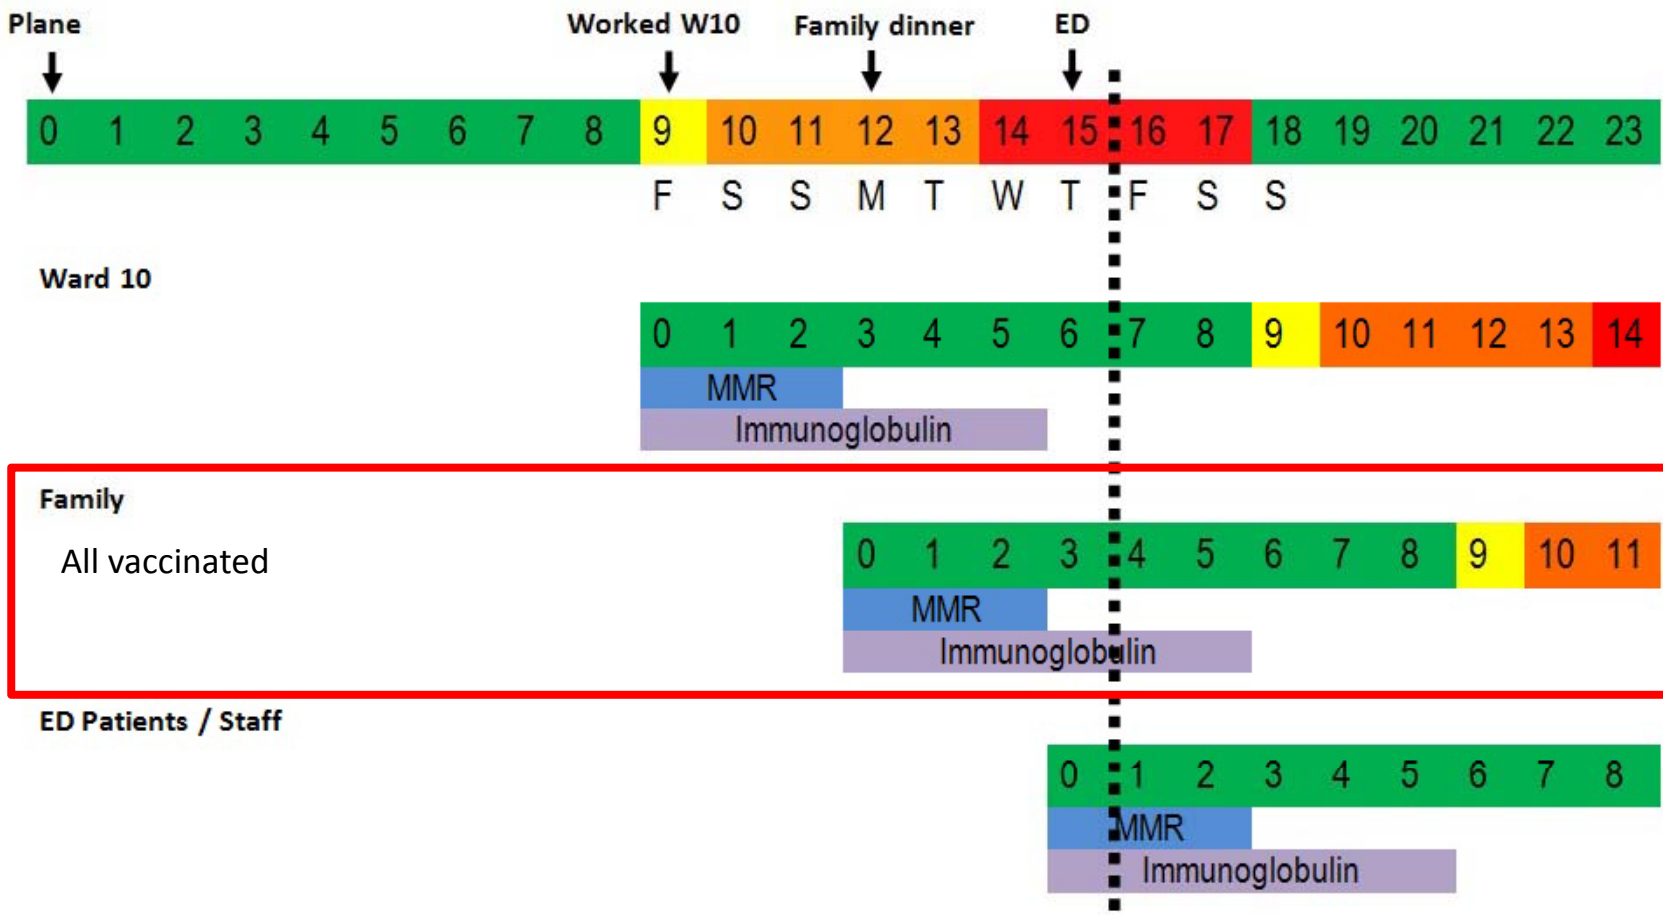 Plane Worked W10 Family dinner ED
0 1 2 3 4 5 6 7 8 9 10 11 12 13 14 15 16 17 18 19 20 21 22 23
F S S M T W T F S S
Ward 10
0 1 2 3 4 5 6 7 8 9 10 11 12 13 14
MMR
Immunoglobulin
Family
All vaccinated
0 1 2 3 4 5 6 7 8 9 10 11
MMR
Immunoglobulin
ED Patients / Staff
0 1 2 3 4 5 6 7 8
MMR
Immunoglobulin